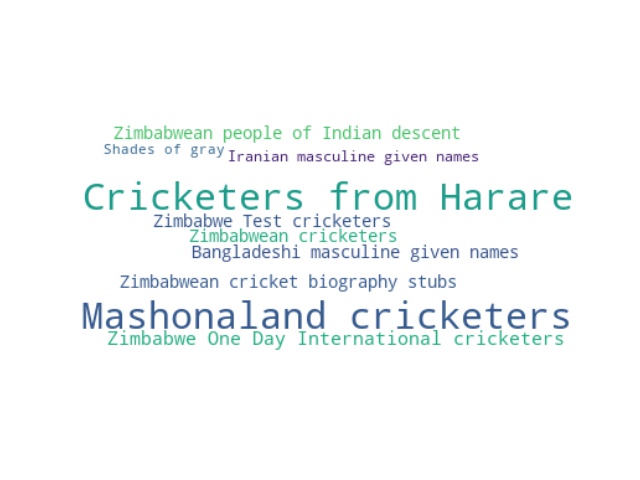 Zimbabwean people of Indian descent
Shades of gray
Iranian masculine given names
Cricketers from Harare
Zimbabwe Test cricketers
Zimbabwean cricketers
Bangladeshi masculine given names
Zimbabwean cricket biography stubs
Mashonaland cricketers
Zimbabwe One Day International cricketers